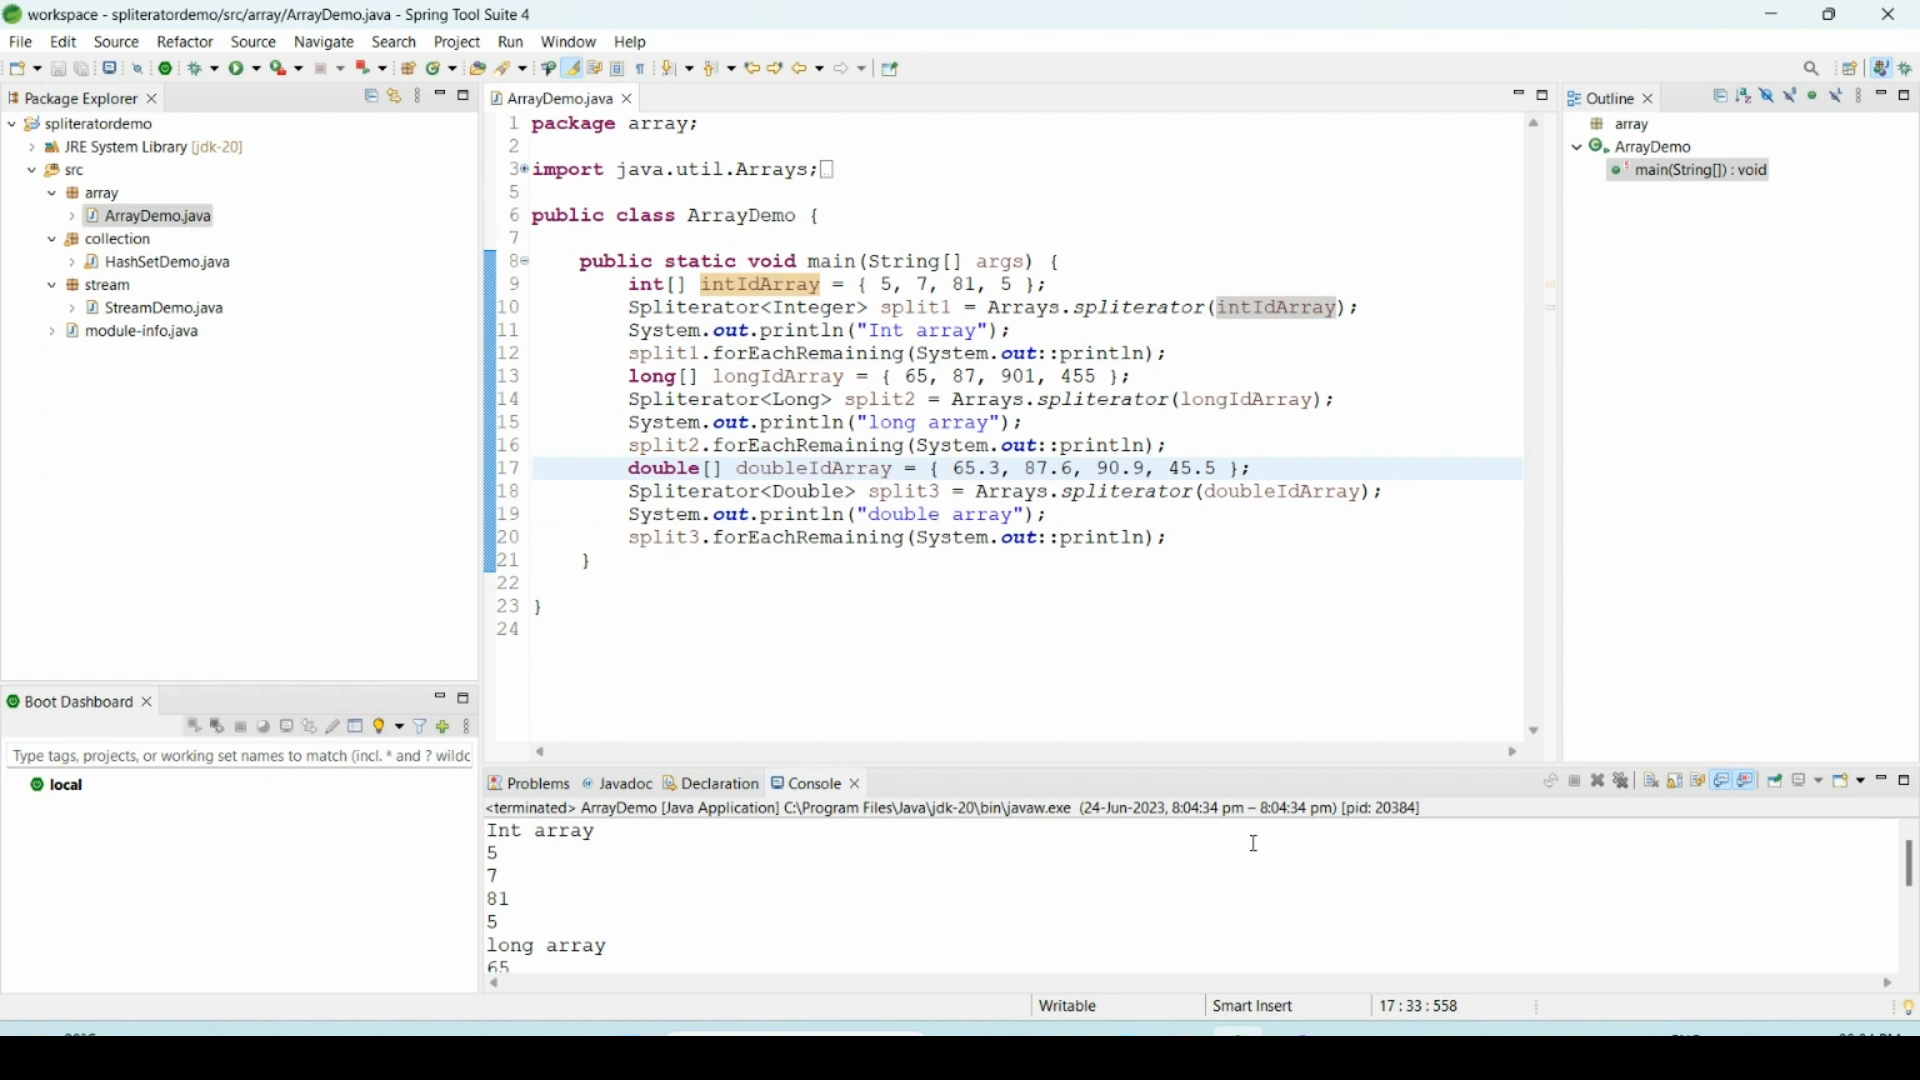 workspace - spliteratordemo/src/array/ArrayDemo.java - Spring Tool Suite 4
File Edit Source Refactor Source Navigate Search Project Run Window Help
Package Explorer
spliteratordemo
JRE System Library [jdk-20]
src
array
ArrayDemo.java
collection
HashSetDemo.java
stream
StreamDemo.java
module-info.java
Boot Dashboard
Type tags, projects, or working set names to match (incl. * and ? wildc
local
ArrayDemo.java
1 package array;
2
3 import java.util.Arrays;
5
6 public class ArrayDemo {
7
8 public static void main(String[] args) {
9 int[] intIdArray = { 5, 7, 81, 5 };
10 Spliterator<Integer> split1 = Arrays.spliterator(intIdArray);
11 System.out.println("Int array");
12 split1.forEachRemaining(System.out::println);
13 long[] longIdArray = { 65, 87, 901, 455 };
14 Spliterator<Long> split2 = Arrays.spliterator(longIdArray);
15 System.out.println("long array");
16 split2.forEachRemaining(System.out::println);
17 double[] doubleIdArray = { 65.3, 87.6, 90.9, 45.5 };
18 Spliterator<Double> split3 = Arrays.spliterator(doubleIdArray);
19 System.out.println("double array");
20 split3.forEachRemaining(System.out::println);
21 }
22
23 }
24
Outline
array
ArrayDemo
main(String[]) : void
Problems Javadoc Declaration Console
<terminated> ArrayDemo [Java Application] C:\Program Files\Java\jdk-20\bin\javaw.exe (24-Jun-2023, 8:04:34 pm – 8:04:34 pm) [pid: 20384]
Int array
5
7
81
5
long array
65
Writable Smart Insert 17 : 33 : 558